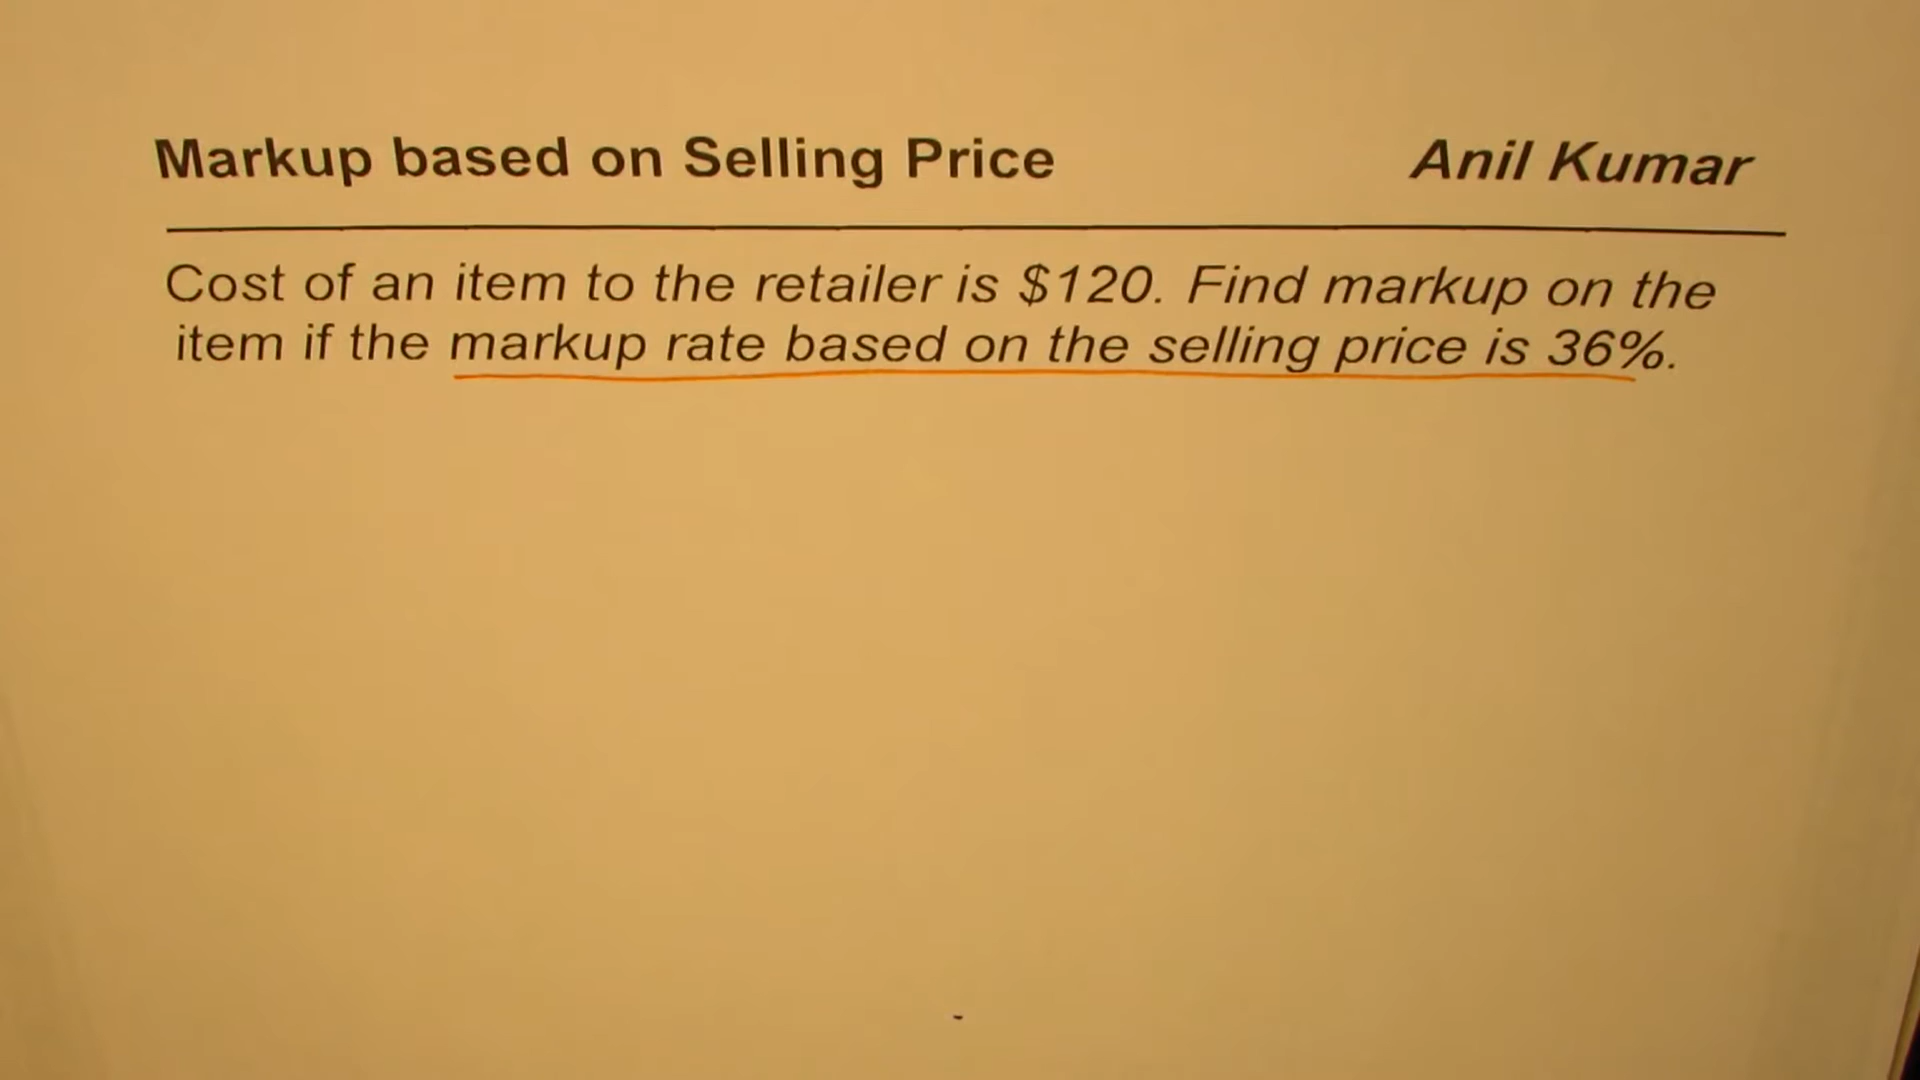 Markup based on Selling Price Anil Kumar
Cost of an item to the retailer is $120. Find markup on the
item if the markup rate based on the selling price is 36%.